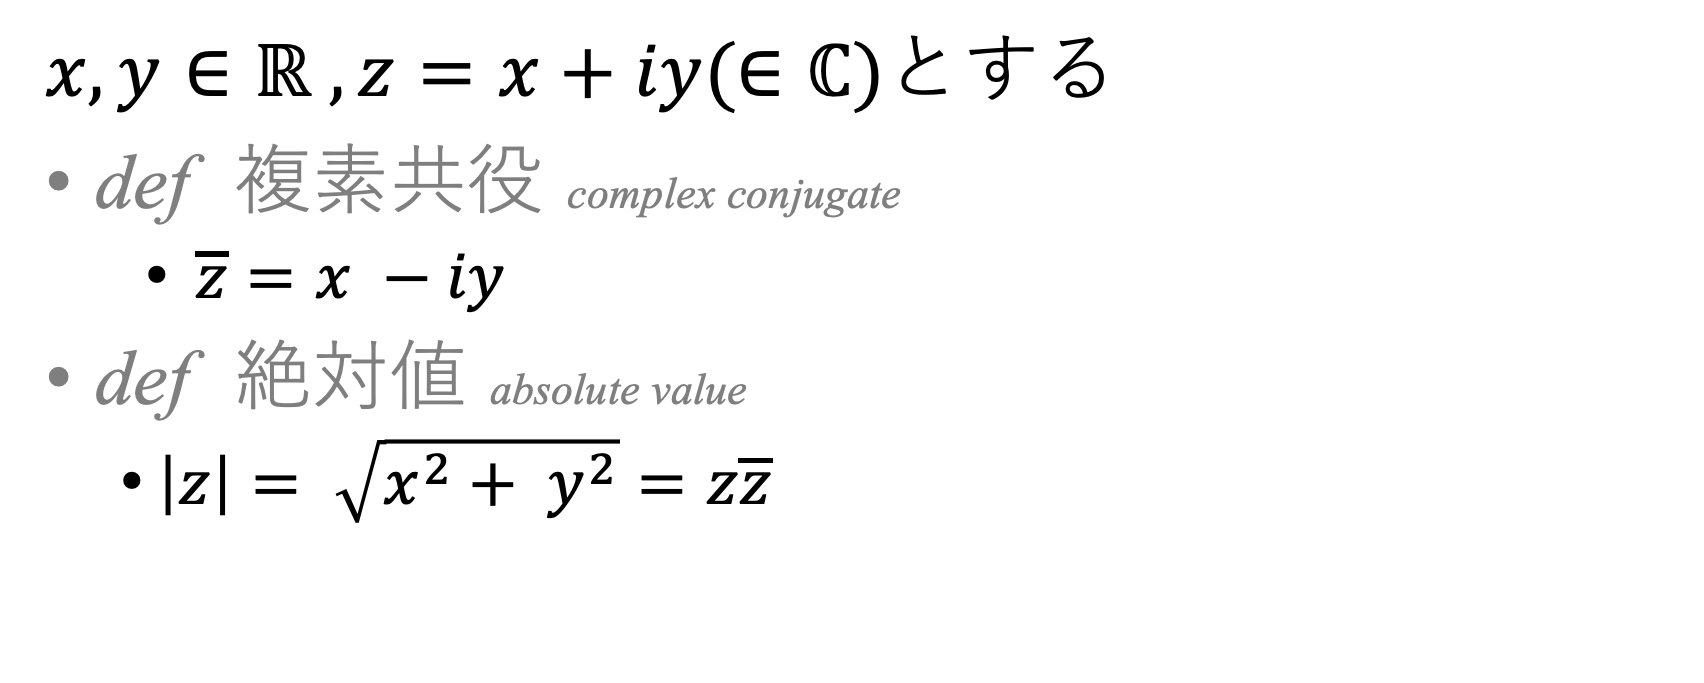 x, y ∈ ℝ , z = x + iy(∈ ℂ)とする
• def 複素共役 complex conjugate
• z̅ = x − iy
• def 絶対値 absolute value
• |z| = √(x² + y²) = zz̅